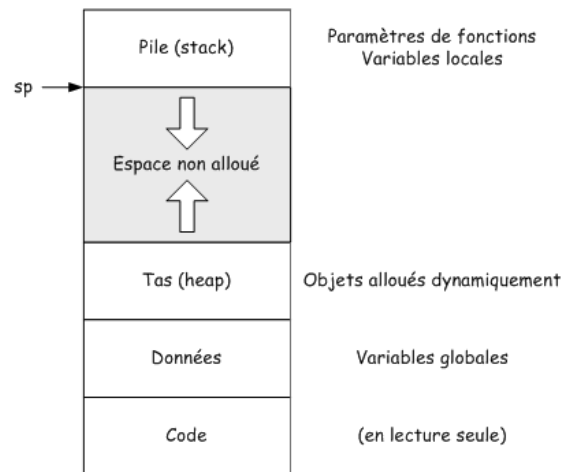 Pile (stack)
Paramètres de fonctions
Variables locales
sp
Espace non alloué
Tas (heap)
Objets alloués dynamiquement
Données
Variables globales
Code
(en lecture seule)